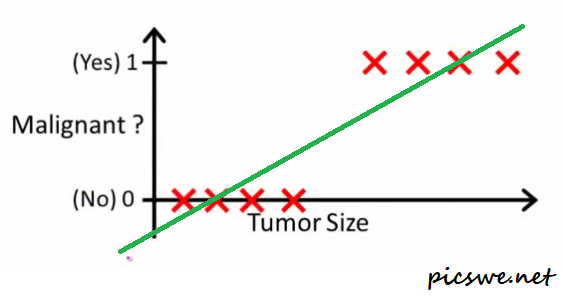 (Yes) 1
Malignant ?
(No) 0
Tumor Size
picswe.net